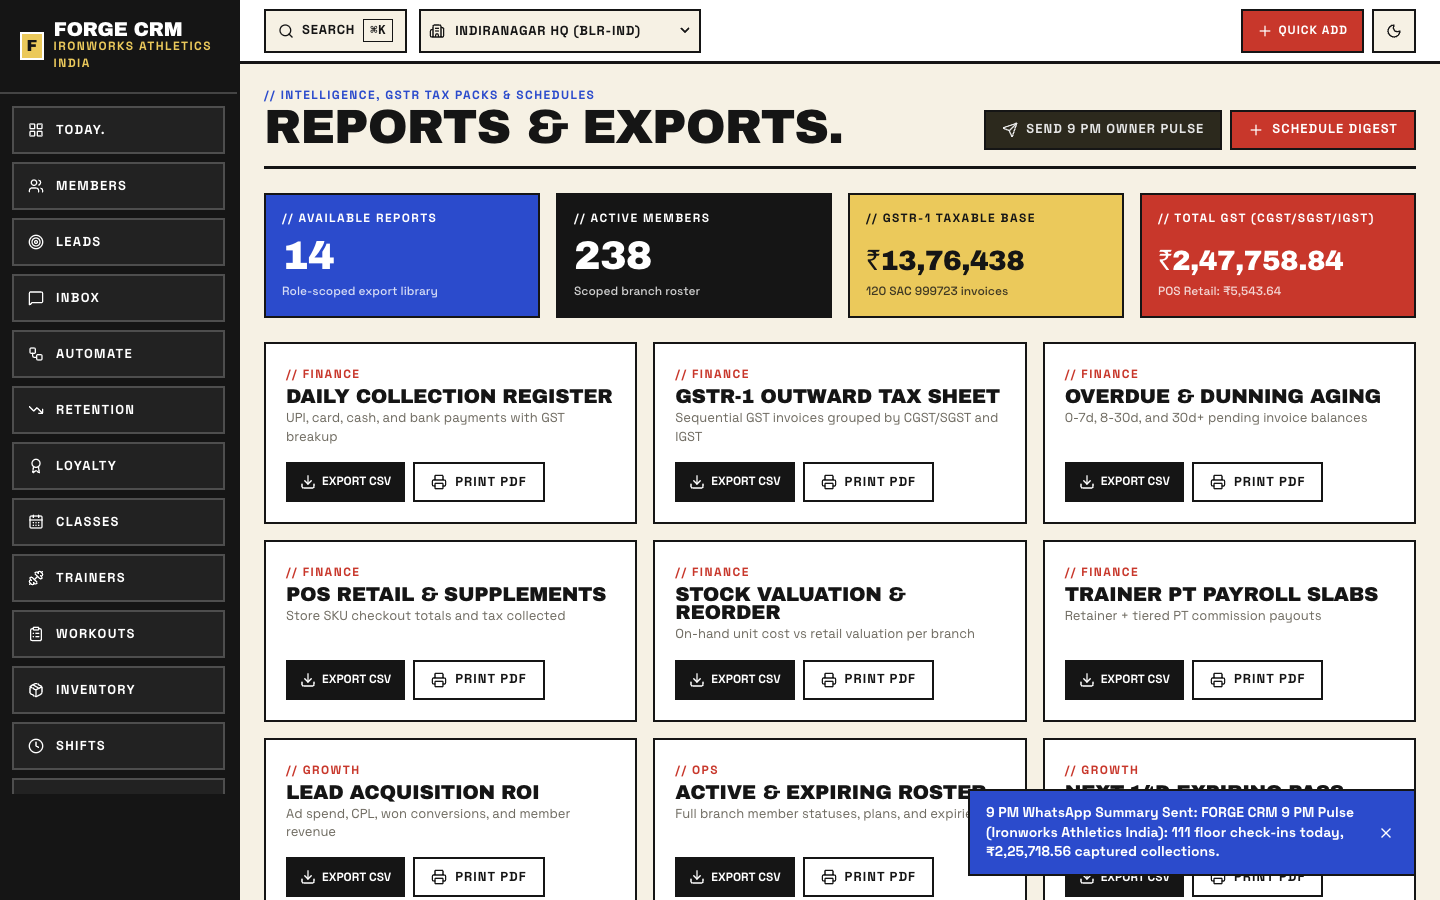 F
FORGE CRM
IRONWORKS ATHLETICS
INDIA
TODAY.
MEMBERS
LEADS
INBOX
AUTOMATE
RETENTION
LOYALTY
CLASSES
TRAINERS
WORKOUTS
INVENTORY
SHIFTS
SEARCH ⌘K
INDIRANAGAR HQ (BLR-IND)
QUICK ADD
// INTELLIGENCE, GSTR TAX PACKS & SCHEDULES
REPORTS & EXPORTS.
SEND 9 PM OWNER PULSE
SCHEDULE DIGEST
// AVAILABLE REPORTS
14
Role-scoped export library
// ACTIVE MEMBERS
238
Scoped branch roster
// GSTR-1 TAXABLE BASE
₹13,76,438
120 SAC 999723 invoices
// TOTAL GST (CGST/SGST/IGST)
₹2,47,758.84
POS Retail: ₹5,543.64
// FINANCE
DAILY COLLECTION REGISTER
UPI, card, cash, and bank payments with GST
breakup
EXPORT CSV
PRINT PDF
// FINANCE
GSTR-1 OUTWARD TAX SHEET
Sequential GST invoices grouped by CGST/SGST and
IGST
EXPORT CSV
PRINT PDF
// FINANCE
OVERDUE & DUNNING AGING
0-7d, 8-30d, and 30d+ pending invoice balances
EXPORT CSV
PRINT PDF
// FINANCE
POS RETAIL & SUPPLEMENTS
Store SKU checkout totals and tax collected
EXPORT CSV
PRINT PDF
// FINANCE
STOCK VALUATION &
REORDER
On-hand unit cost vs retail valuation per branch
EXPORT CSV
PRINT PDF
// FINANCE
TRAINER PT PAYROLL SLABS
Retainer + tiered PT commission payouts
EXPORT CSV
PRINT PDF
// GROWTH
LEAD ACQUISITION ROI
Ad spend, CPL, won conversions, and member
revenue
EXPORT CSV
PRINT PDF
// OPS
ACTIVE & EXPIRING ROSTER
Full branch member statuses, plans, and
EXPORT CSV
PRINT PDF
// GROWTH
NEXT 14D EXPIRING PASS
EXPORT CSV
PRINT PDF
9 PM WhatsApp Summary Sent: FORGE CRM 9 PM Pulse
(Ironworks Athletics India): 111 floor check-ins today,
₹2,25,718.56 captured collections.